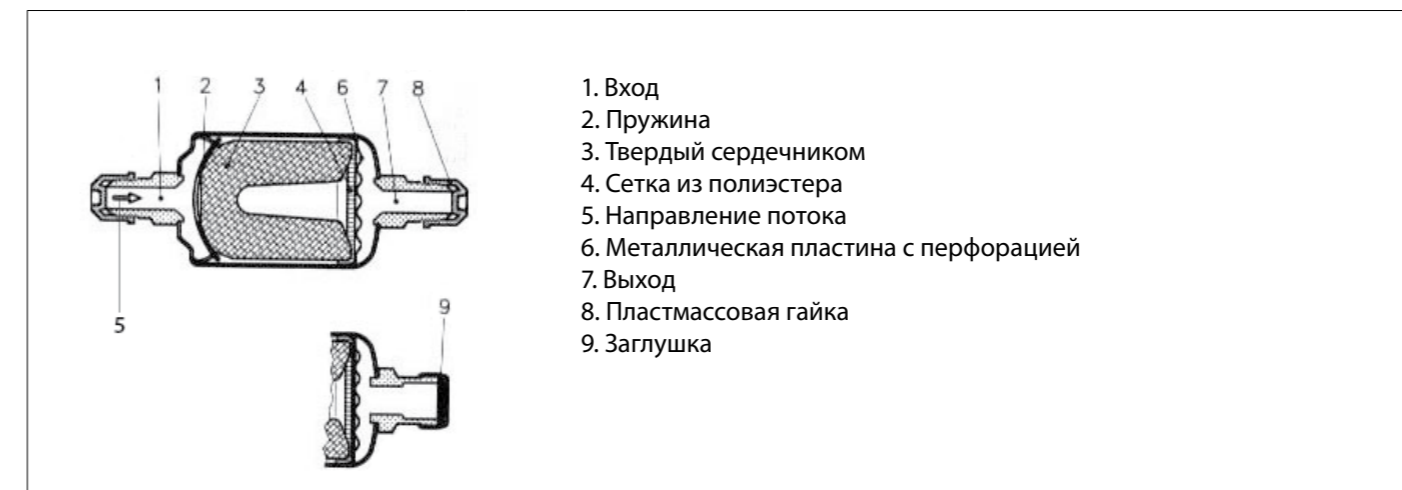 1 2 3 4 6 7 8
5
9
1. Вход
2. Пружина
3. Твердый сердечником
4. Сетка из полиэстера
5. Направление потока
6. Металлическая пластина с перфорацией
7. Выход
8. Пластмассовая гайка
9. Заглушка